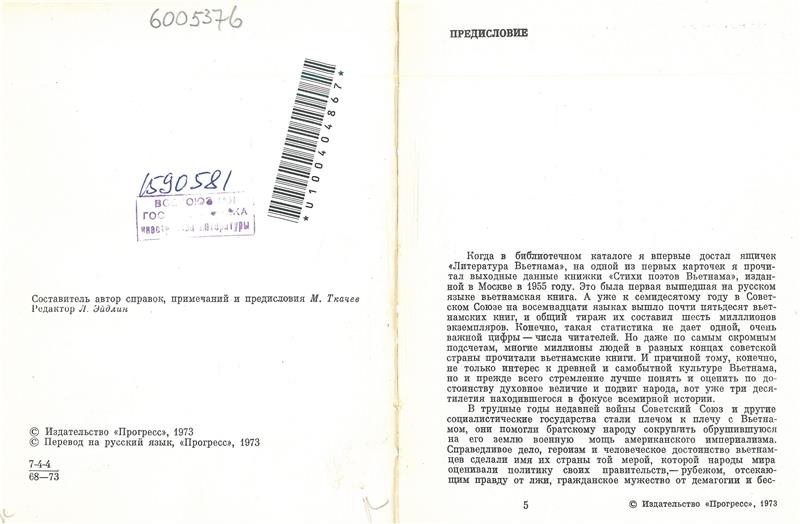 6005376
*U100404867*
1590581
Составитель автор справок, примечаний и предисловия М. Ткачев
Редактор Л. Эйдлин
© Издательство «Прогресс», 1973
© Перевод на русский язык, «Прогресс», 1973
7-4-4
68—73
ПРЕДИСЛОВИЕ
Когда в библиотечном каталоге я впервые достал ящичек
«Литература Вьетнама», на одной из первых карточек я прочи-
тал выходные данные книжки «Стихи поэтов Вьетнама», издан-
ной в Москве в 1955 году. Это была первая вышедшая на русском
языке вьетнамская книга. А уже к семидесятому году в Совет-
ском Союзе на восемнадцати языках вышло почти пятьдесят вьет-
намских книг, и общий тираж их составил шесть милллионов
экземпляров. Конечно, такая статистика не дает одной, очень
важной цифры — числа читателей. Но даже по самым скромным
подсчетам, многие миллионы людей в разных концах советской
страны прочитали вьетнамские книги. И причиной тому, конечно,
не только интерес к древней и самобытной культуре Вьетнама,
но и прежде всего стремление лучше понять и оценить по до-
стоинству духовное величие и подвиг народа, вот уже три деся-
тилетия находившегося в фокусе всемирной истории.
В трудные годы недавней войны Советский Союз и другие
социалистические государства стали плечом к плечу с Вьетна-
мом, они помогли братскому народу сокрушить обрушившуюся
на его землю военную мощь американского империализма.
Справедливое дело, героизм и человеческое достоинство вьетнам-
цев сделали имя их страны той мерой, которой народы мира
оценивали политику своих правительств,— рубежом, отсекаю-
щим правду от лжи, гражданское мужество от демагогии и бес-
5
© Издательство «Прогресс», 1973